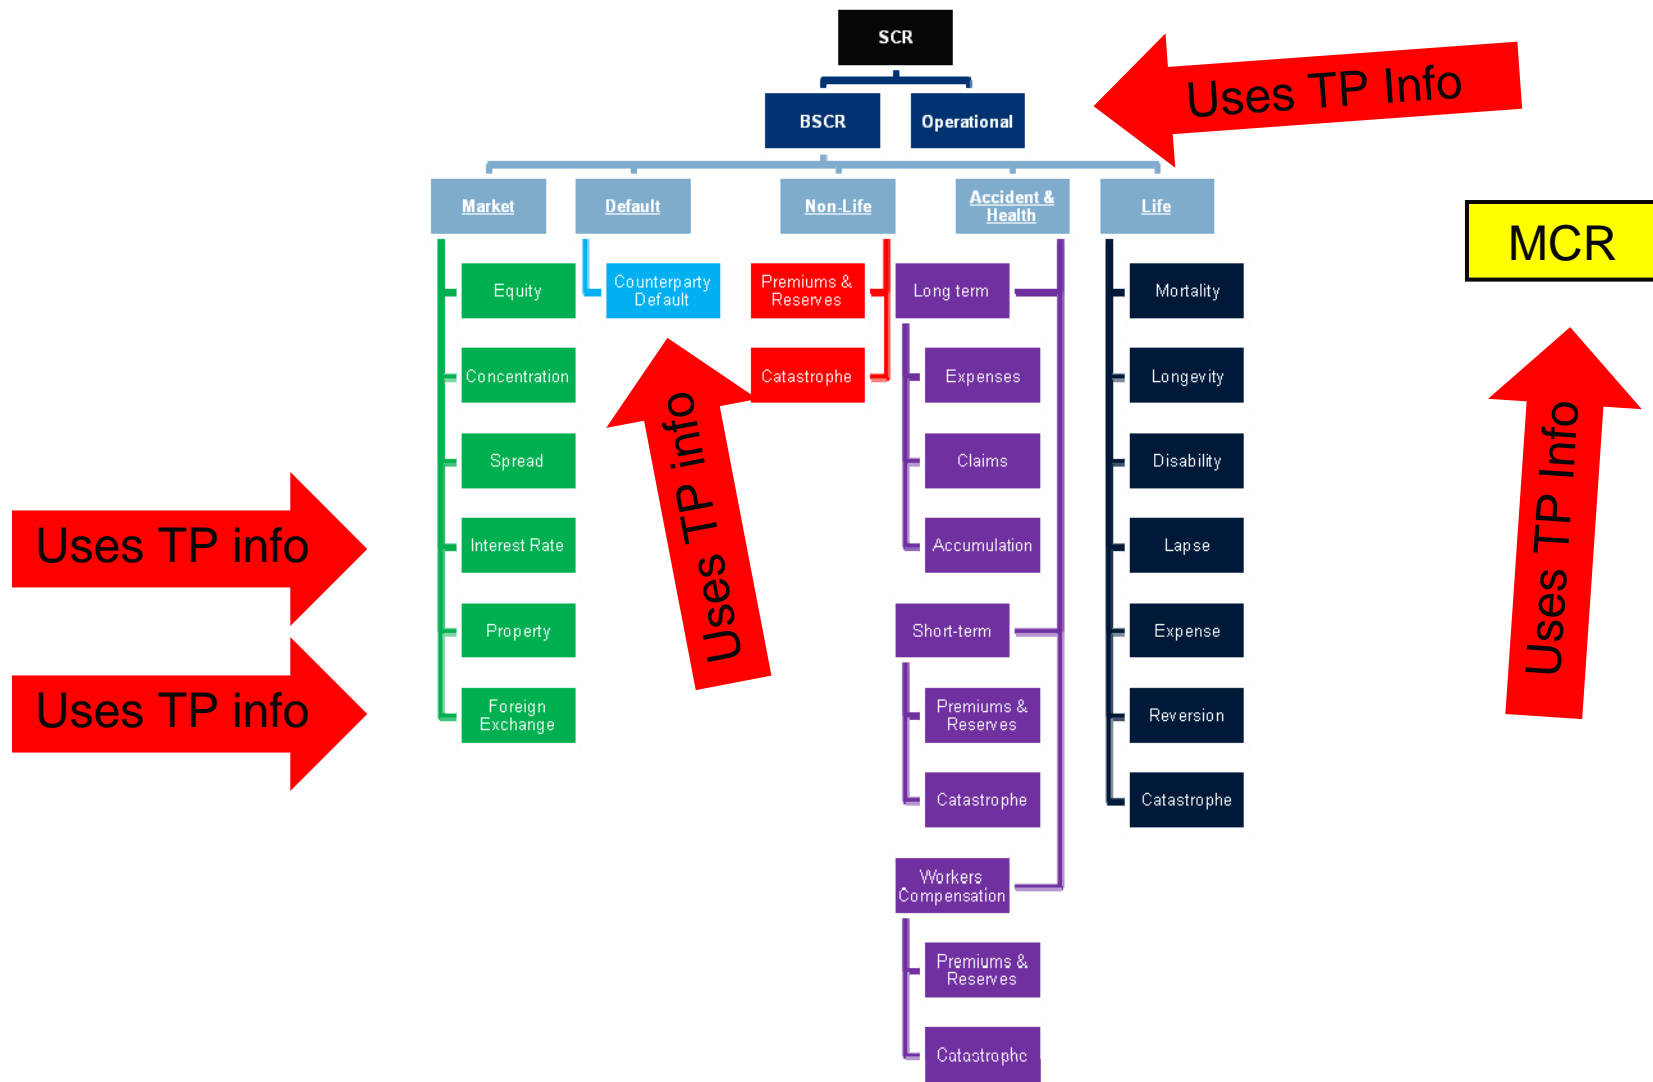 SCR
Uses TP Info
BSCR
Operational
Market
Default
Non-Life
Accident &
Health
Life
MCR
Equity
Concentration
Spread
Interest Rate
Property
Foreign
Exchange
Uses TP info
Uses TP info
Counterparty
Default
Uses TP info
Premiums &
Reserves
Catastrophe
Long term
Expenses
Claims
Accumulation
Short-term
Premiums &
Reserves
Catastrophe
Workers
Compensation
Premiums &
Reserves
Catastrophe
Mortality
Longevity
Disability
Lapse
Expense
Reversion
Catastrophe
Uses TP Info